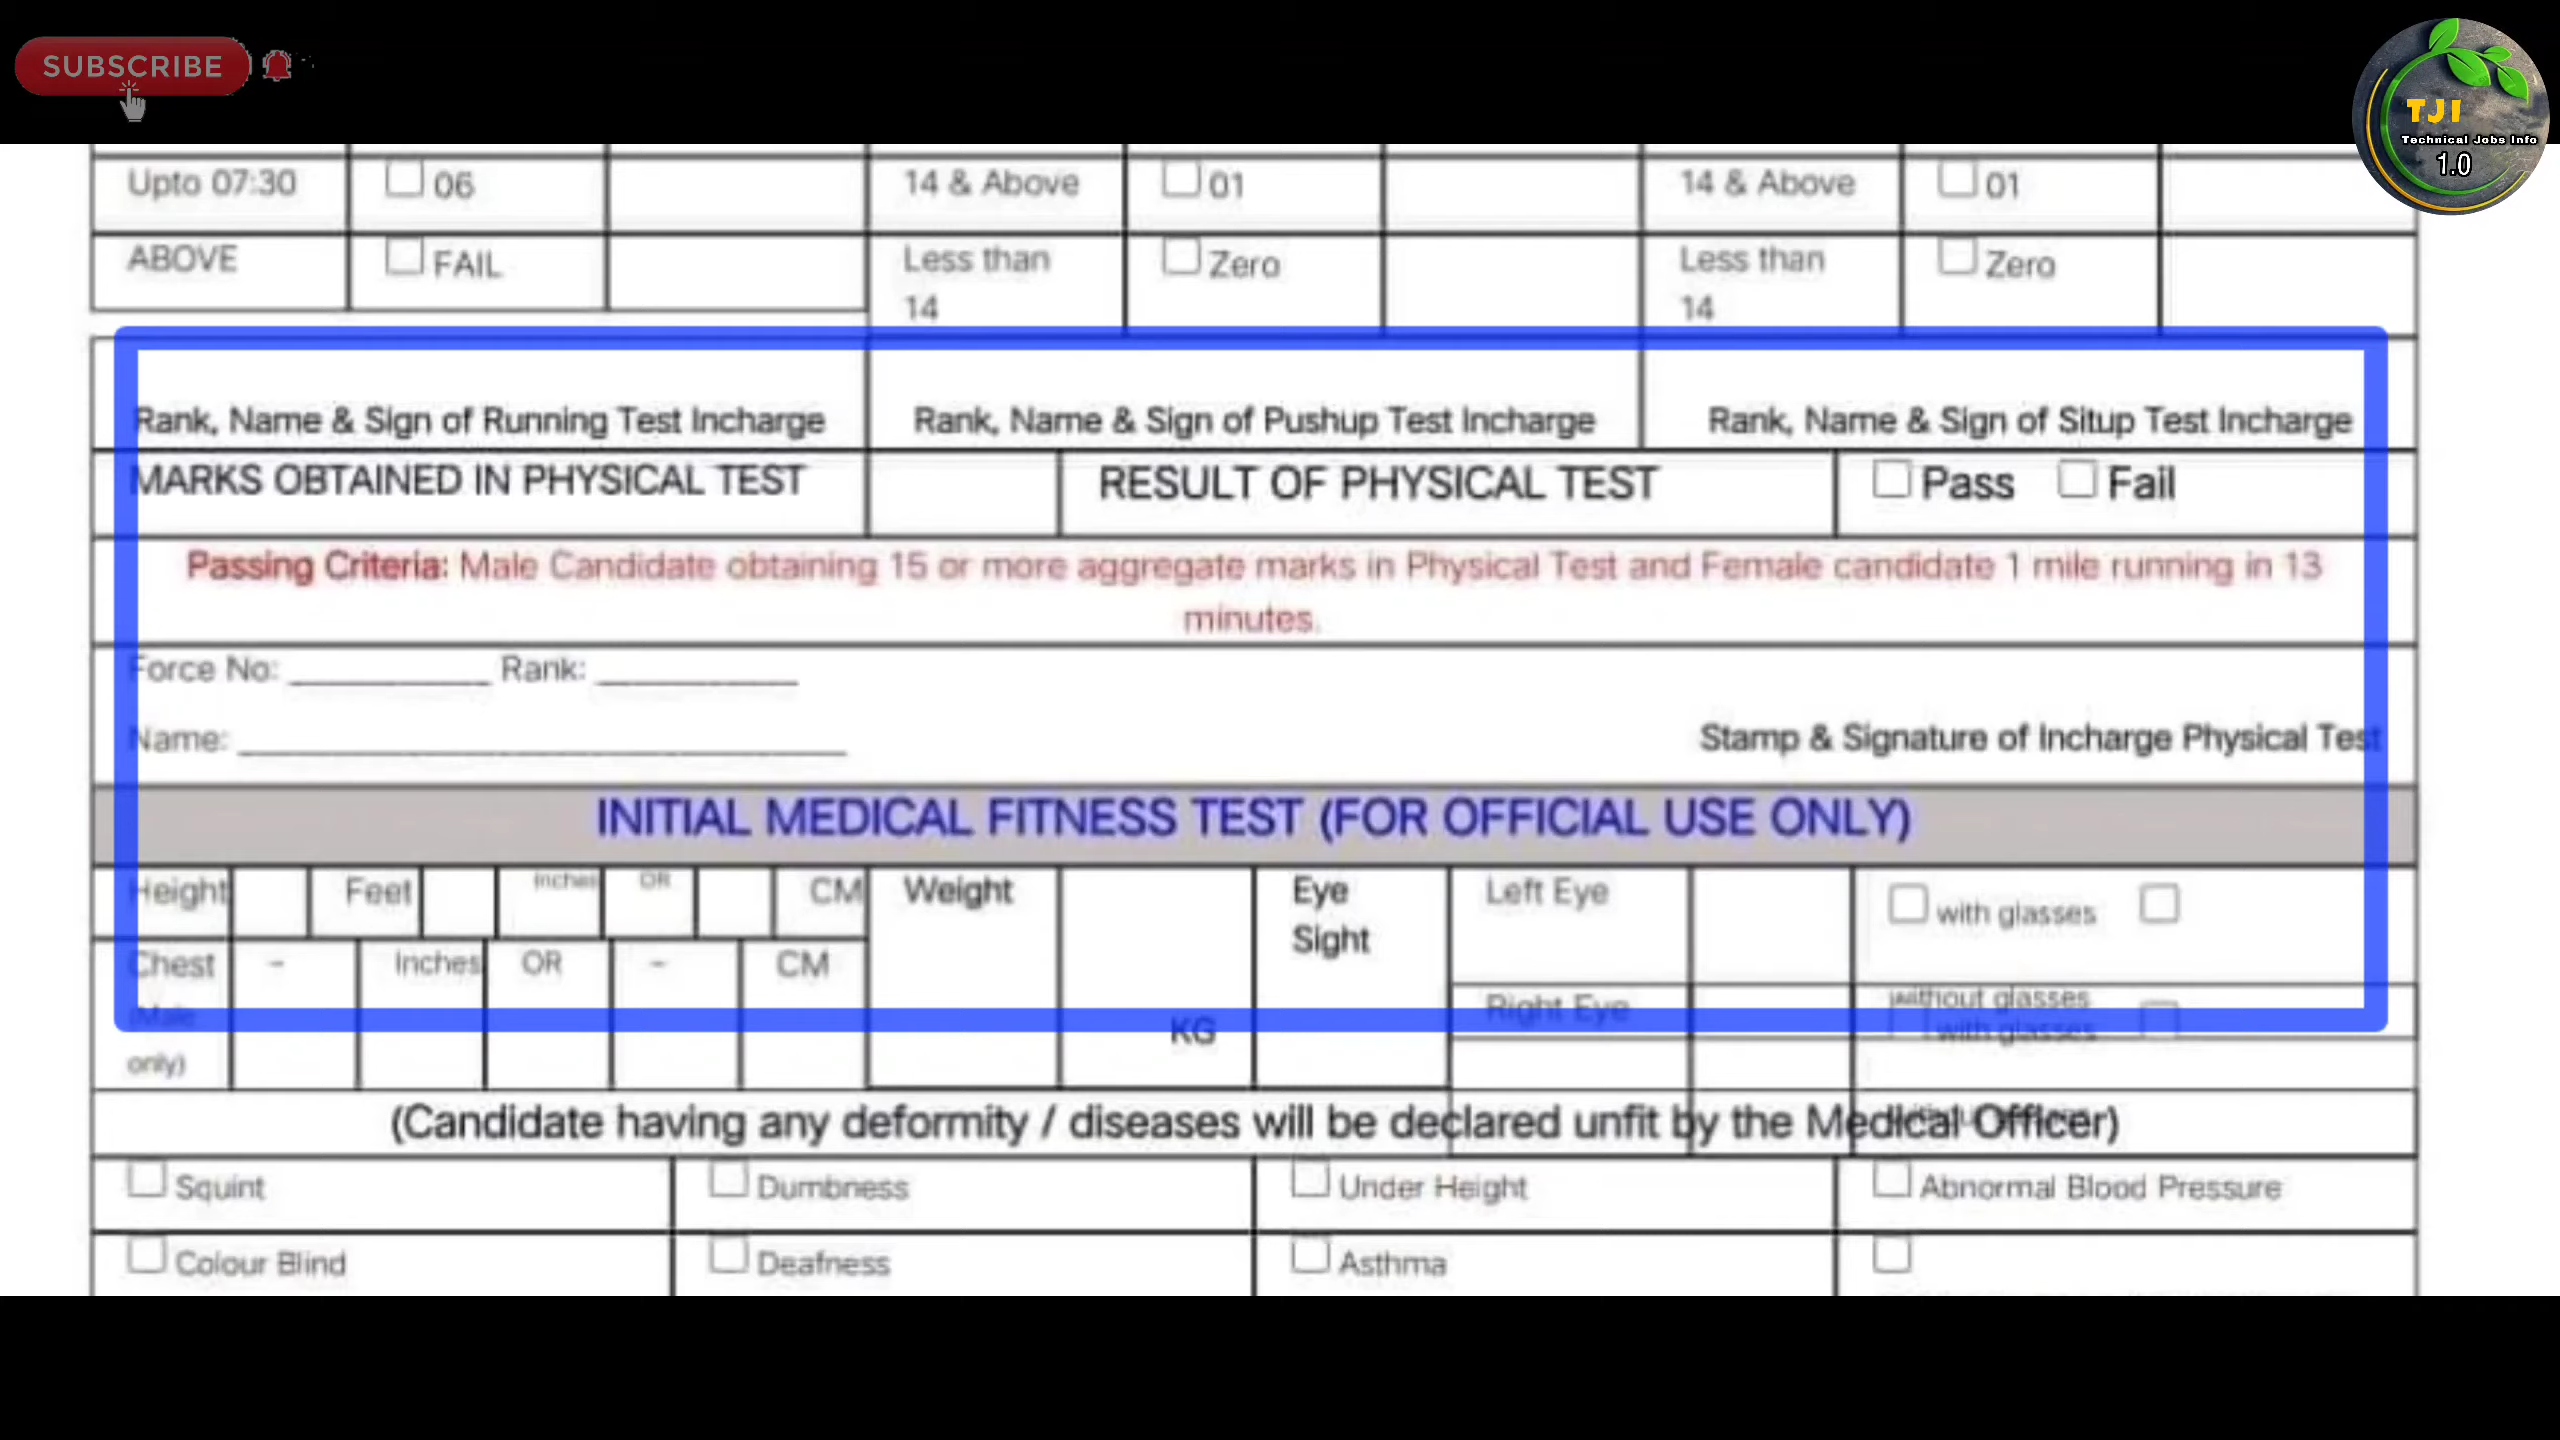 SUBSCRIBE
TJI
Technical Jobs Info
1.0
Upto 07:30 06 14 & Above 01 14 & Above 01
ABOVE FAIL Less than 14 Zero Less than 14 Zero
Rank, Name & Sign of Running Test Incharge Rank, Name & Sign of Pushup Test Incharge Rank, Name & Sign of Situp Test Incharge
MARKS OBTAINED IN PHYSICAL TEST RESULT OF PHYSICAL TEST Pass Fail
Passing Criteria: Male Candidate obtaining 15 or more aggregate marks in Physical Test and Female candidate 1 mile running in 13
minutes.
Force No: __________ Rank: __________
Name: ______________________________
Stamp & Signature of Incharge Physical Test
INITIAL MEDICAL FITNESS TEST (FOR OFFICIAL USE ONLY)
Height Feet Inches OR CM Weight KG Eye Sight Left Eye with glasses
without glasses
Chest (Male only) – Inches OR – CM Right Eye with glasses
(Candidate having any deformity / diseases will be declared unfit by the Medical Officer)
Squint Dumbness Under Height Abnormal Blood Pressure
Colour Blind Deafness Asthma